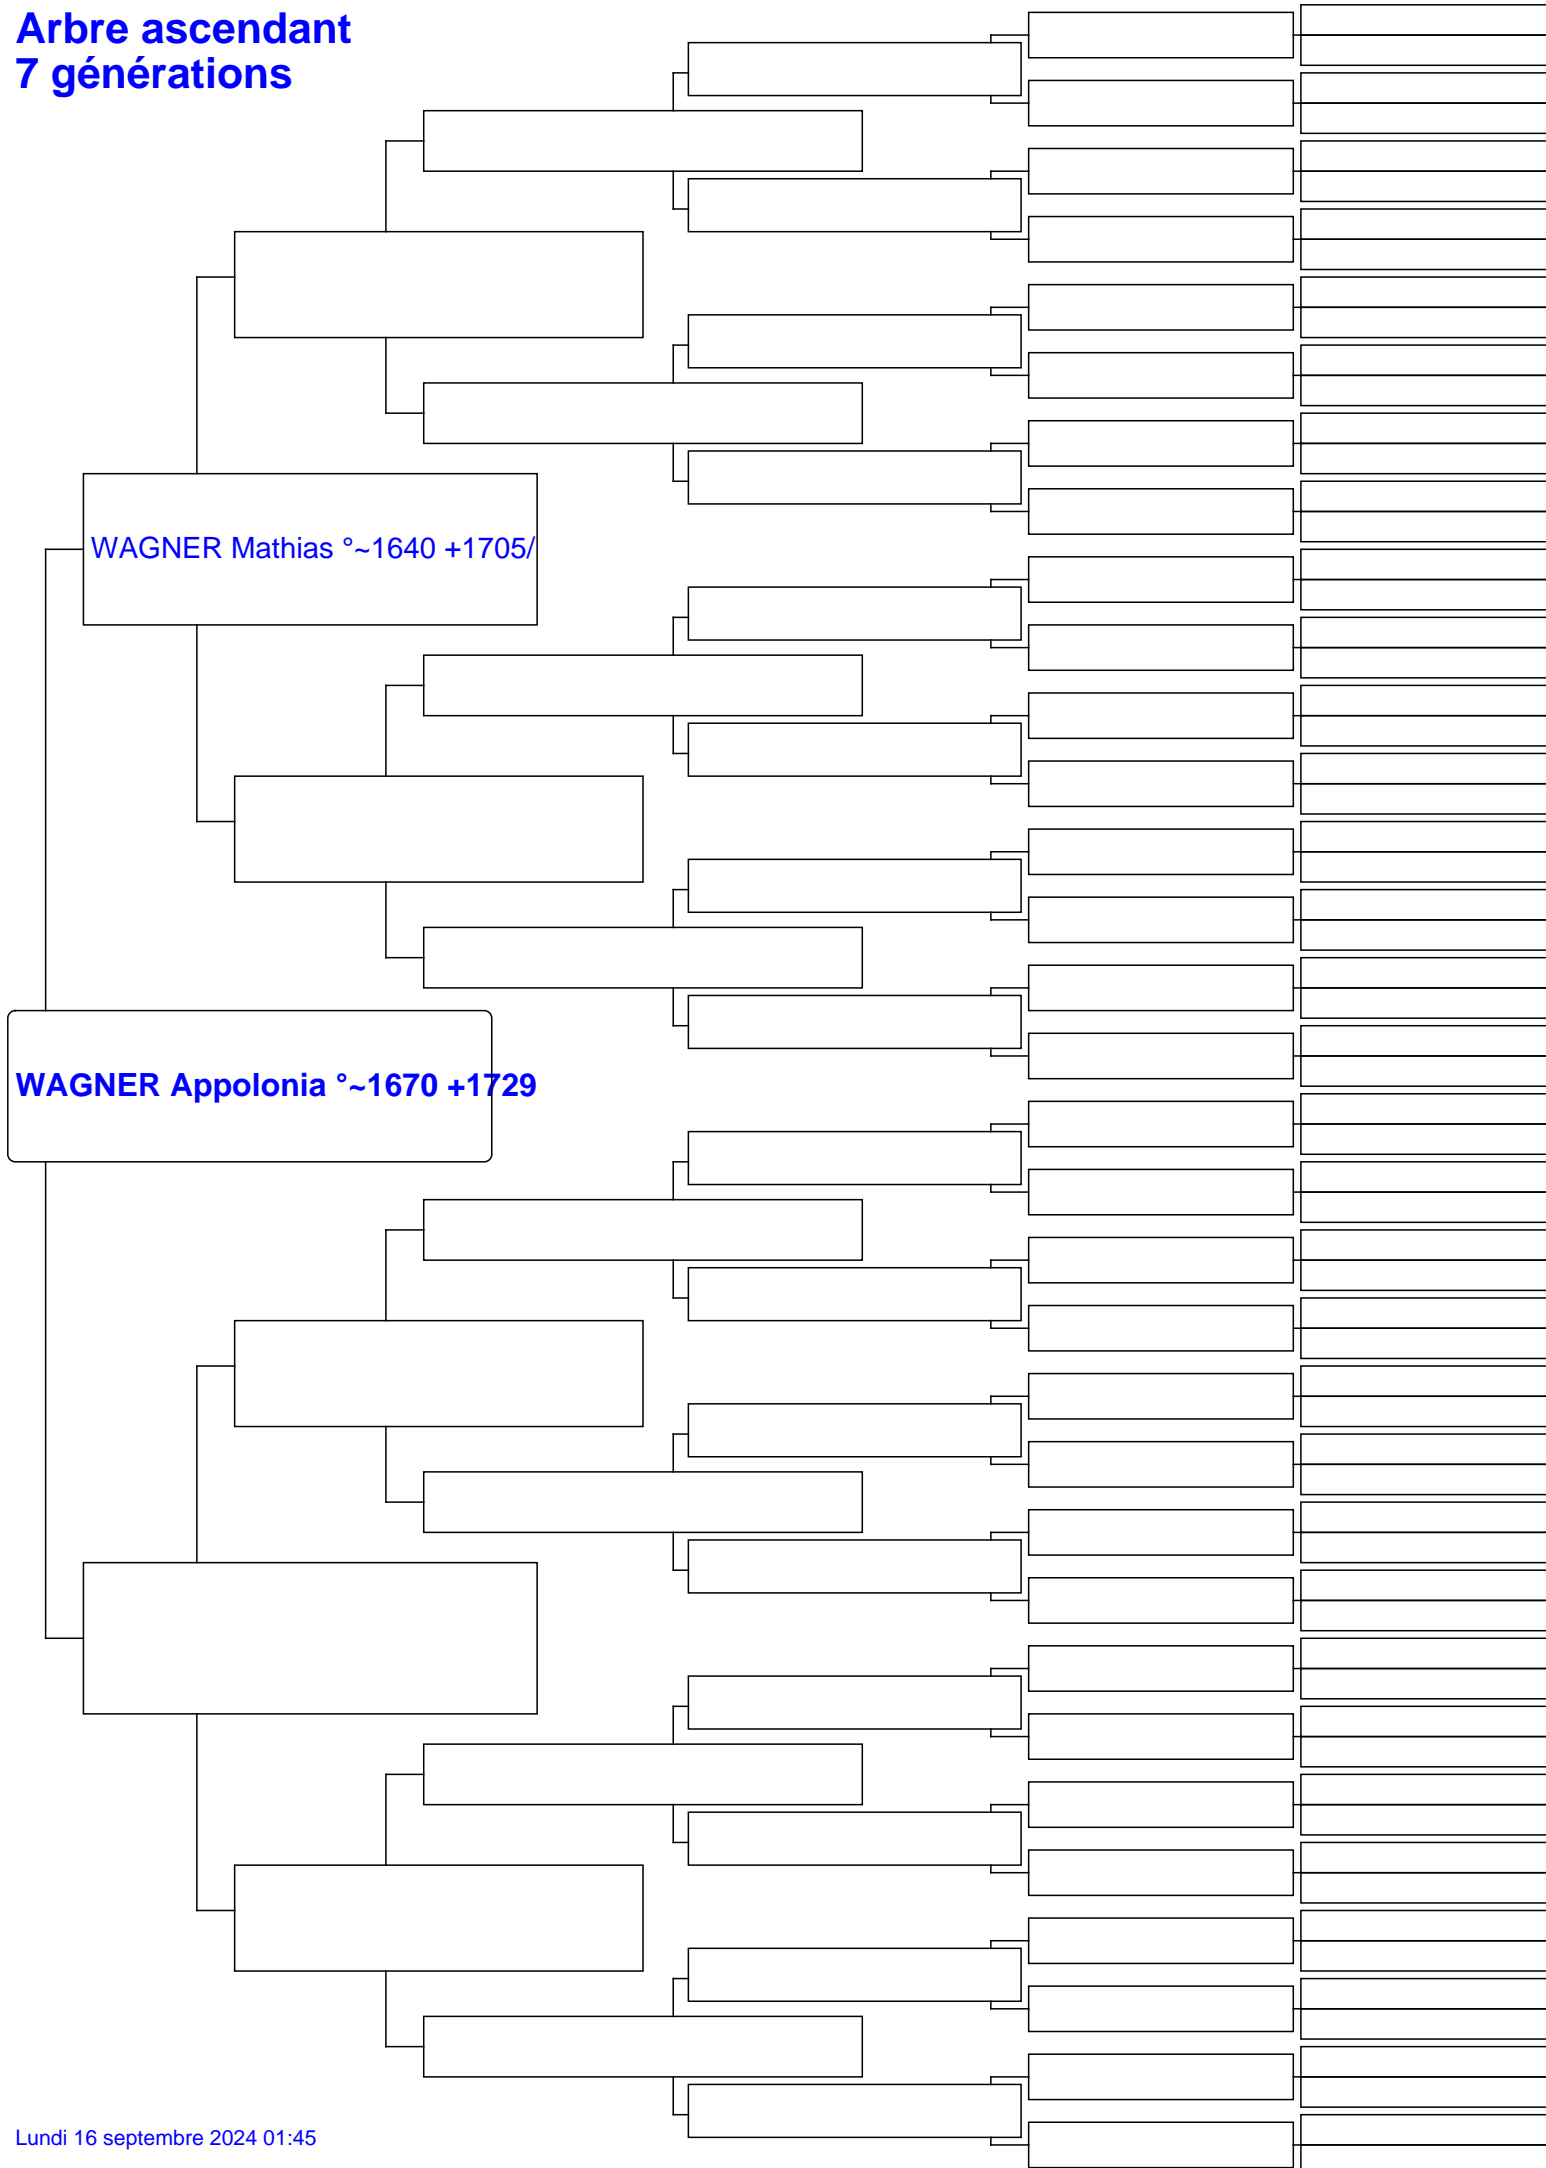 Arbre ascendant
7 générations
WAGNER Mathias °~1640 +1705/
WAGNER Appolonia °~1670 +1729
Lundi 16 septembre 2024 01:45